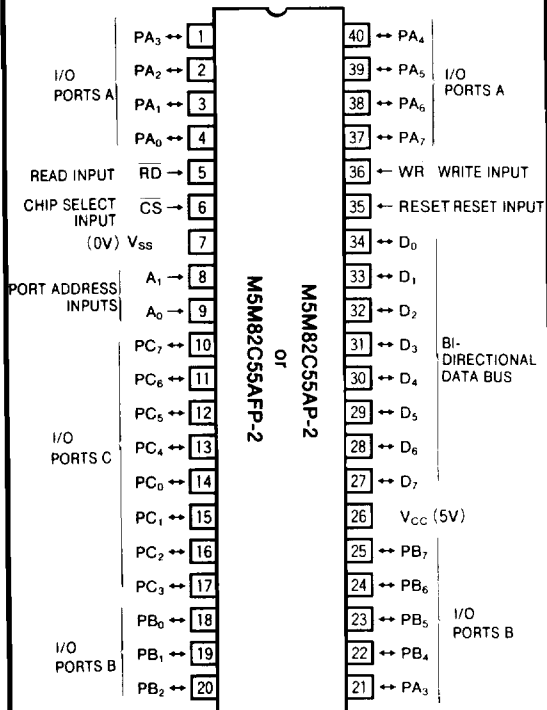 PA₃ ↔ 1
PA₂ ↔ 2
PA₁ ↔ 3
PA₀ ↔ 4
I/O
PORTS A
READ INPUT R̅D̅ → 5
CHIP SELECT
INPUT
C̅S̅ → 6
(0V) Vss 7
PORT ADDRESS
INPUTS
A₁ → 8
A₀ → 9
I/O
PORTS C
PC₇ ↔ 10
PC₆ ↔ 11
PC₅ ↔ 12
PC₄ ↔ 13
PC₀ ↔ 14
PC₁ ↔ 15
PC₂ ↔ 16
PC₃ ↔ 17
I/O
PORTS B
PB₀ ↔ 18
PB₁ ↔ 19
PB₂ ↔ 20
M5M82C55AP-2
or
M5M82C55AFP-2
40 ↔ PA₄
39 ↔ PA₅
38 ↔ PA₆
37 ↔ PA₇
I/O
PORTS A
36 ← WR WRITE INPUT
35 ← RESET RESET INPUT
34 ↔ D₀
33 ↔ D₁
32 ↔ D₂
31 ↔ D₃
30 ↔ D₄
29 ↔ D₅
28 ↔ D₆
27 ↔ D₇
BI-
DIRECTIONAL
DATA BUS
26 Vcc (5V)
25 ↔ PB₇
24 ↔ PB₆
23 ↔ PB₅
22 ↔ PB₄
21 ↔ PA₃
I/O
PORTS B